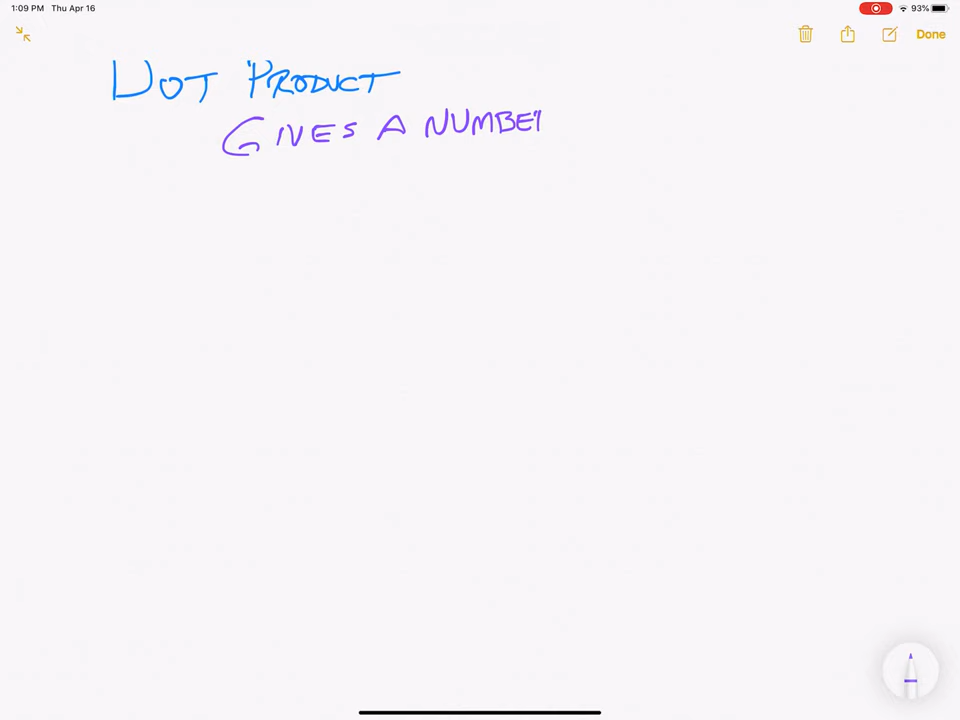 1:09 PM Thu Apr 16
93%
Done
DOT PRODUCT
GIVES A NUMBER